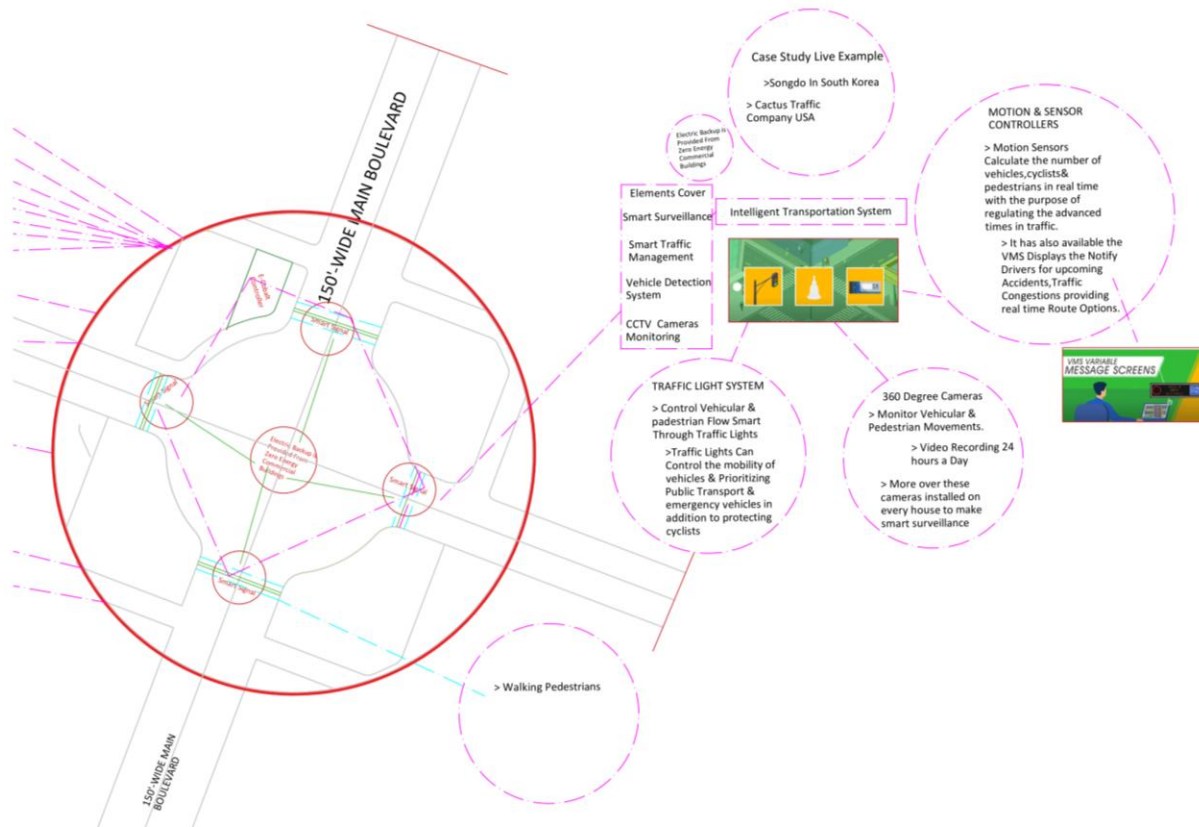 150'-WIDE MAIN BOULEVARD
Smart Signal
Smart Signal
Controller
Electric Backup is
Provided From
Zero Energy
Commercial
Buildings
Smart Signal
Smart Signal
150'-WIDE MAIN
BOULEVARD
> Walking Pedestrians
Case Study Live Example
>Songdo In South Korea
> Cactus Traffic
Company USA
Electric Backup is
Provided From
Zero Energy
Commercial
Buildings
Elements Cover
Smart Surveillance
Smart Traffic
Management
Vehicle Detection
System
CCTV Cameras
Monitoring
Intelligent Transportation System
MOTION & SENSOR
CONTROLLERS
> Motion Sensors
Calculate the number of
vehicles,cyclists&
pedestrians in real time
with the purpose of
regulating the advanced
times in traffic.
> It has also available the
VMS Displays the Notify
Drivers for upcoming
Accidents,Traffic
Congestions providing
real time Route Options.
VMS VARIABLE
MESSAGE SCREENS
TRAFFIC LIGHT SYSTEM
> Control Vehicular &
padestrian Flow Smart
Through Traffic Lights
>Traffic Lights Can
Control the mobility of
vehicles & Prioritizing
Public Transport &
emergency vehicles in
addition to protecting
cyclists
360 Degree Cameras
> Monitor Vehicular &
Pedestrian Movements.
> Video Recording 24
hours a Day
> More over these
cameras installed on
every house to make
smart surveillance